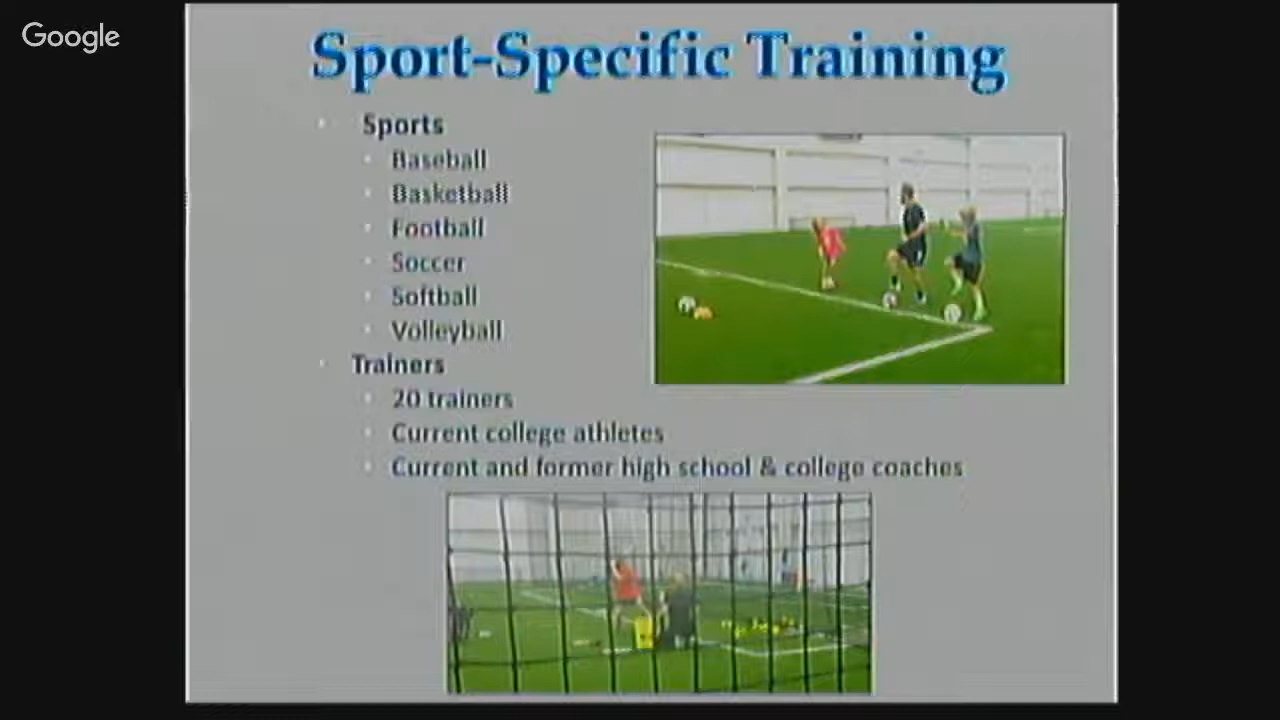 Google
Sport-Specific Training
Sports
Baseball
Basketball
Football
Soccer
Softball
Volleyball
Trainers
20 trainers
Current college athletes
Current and former high school & college coaches